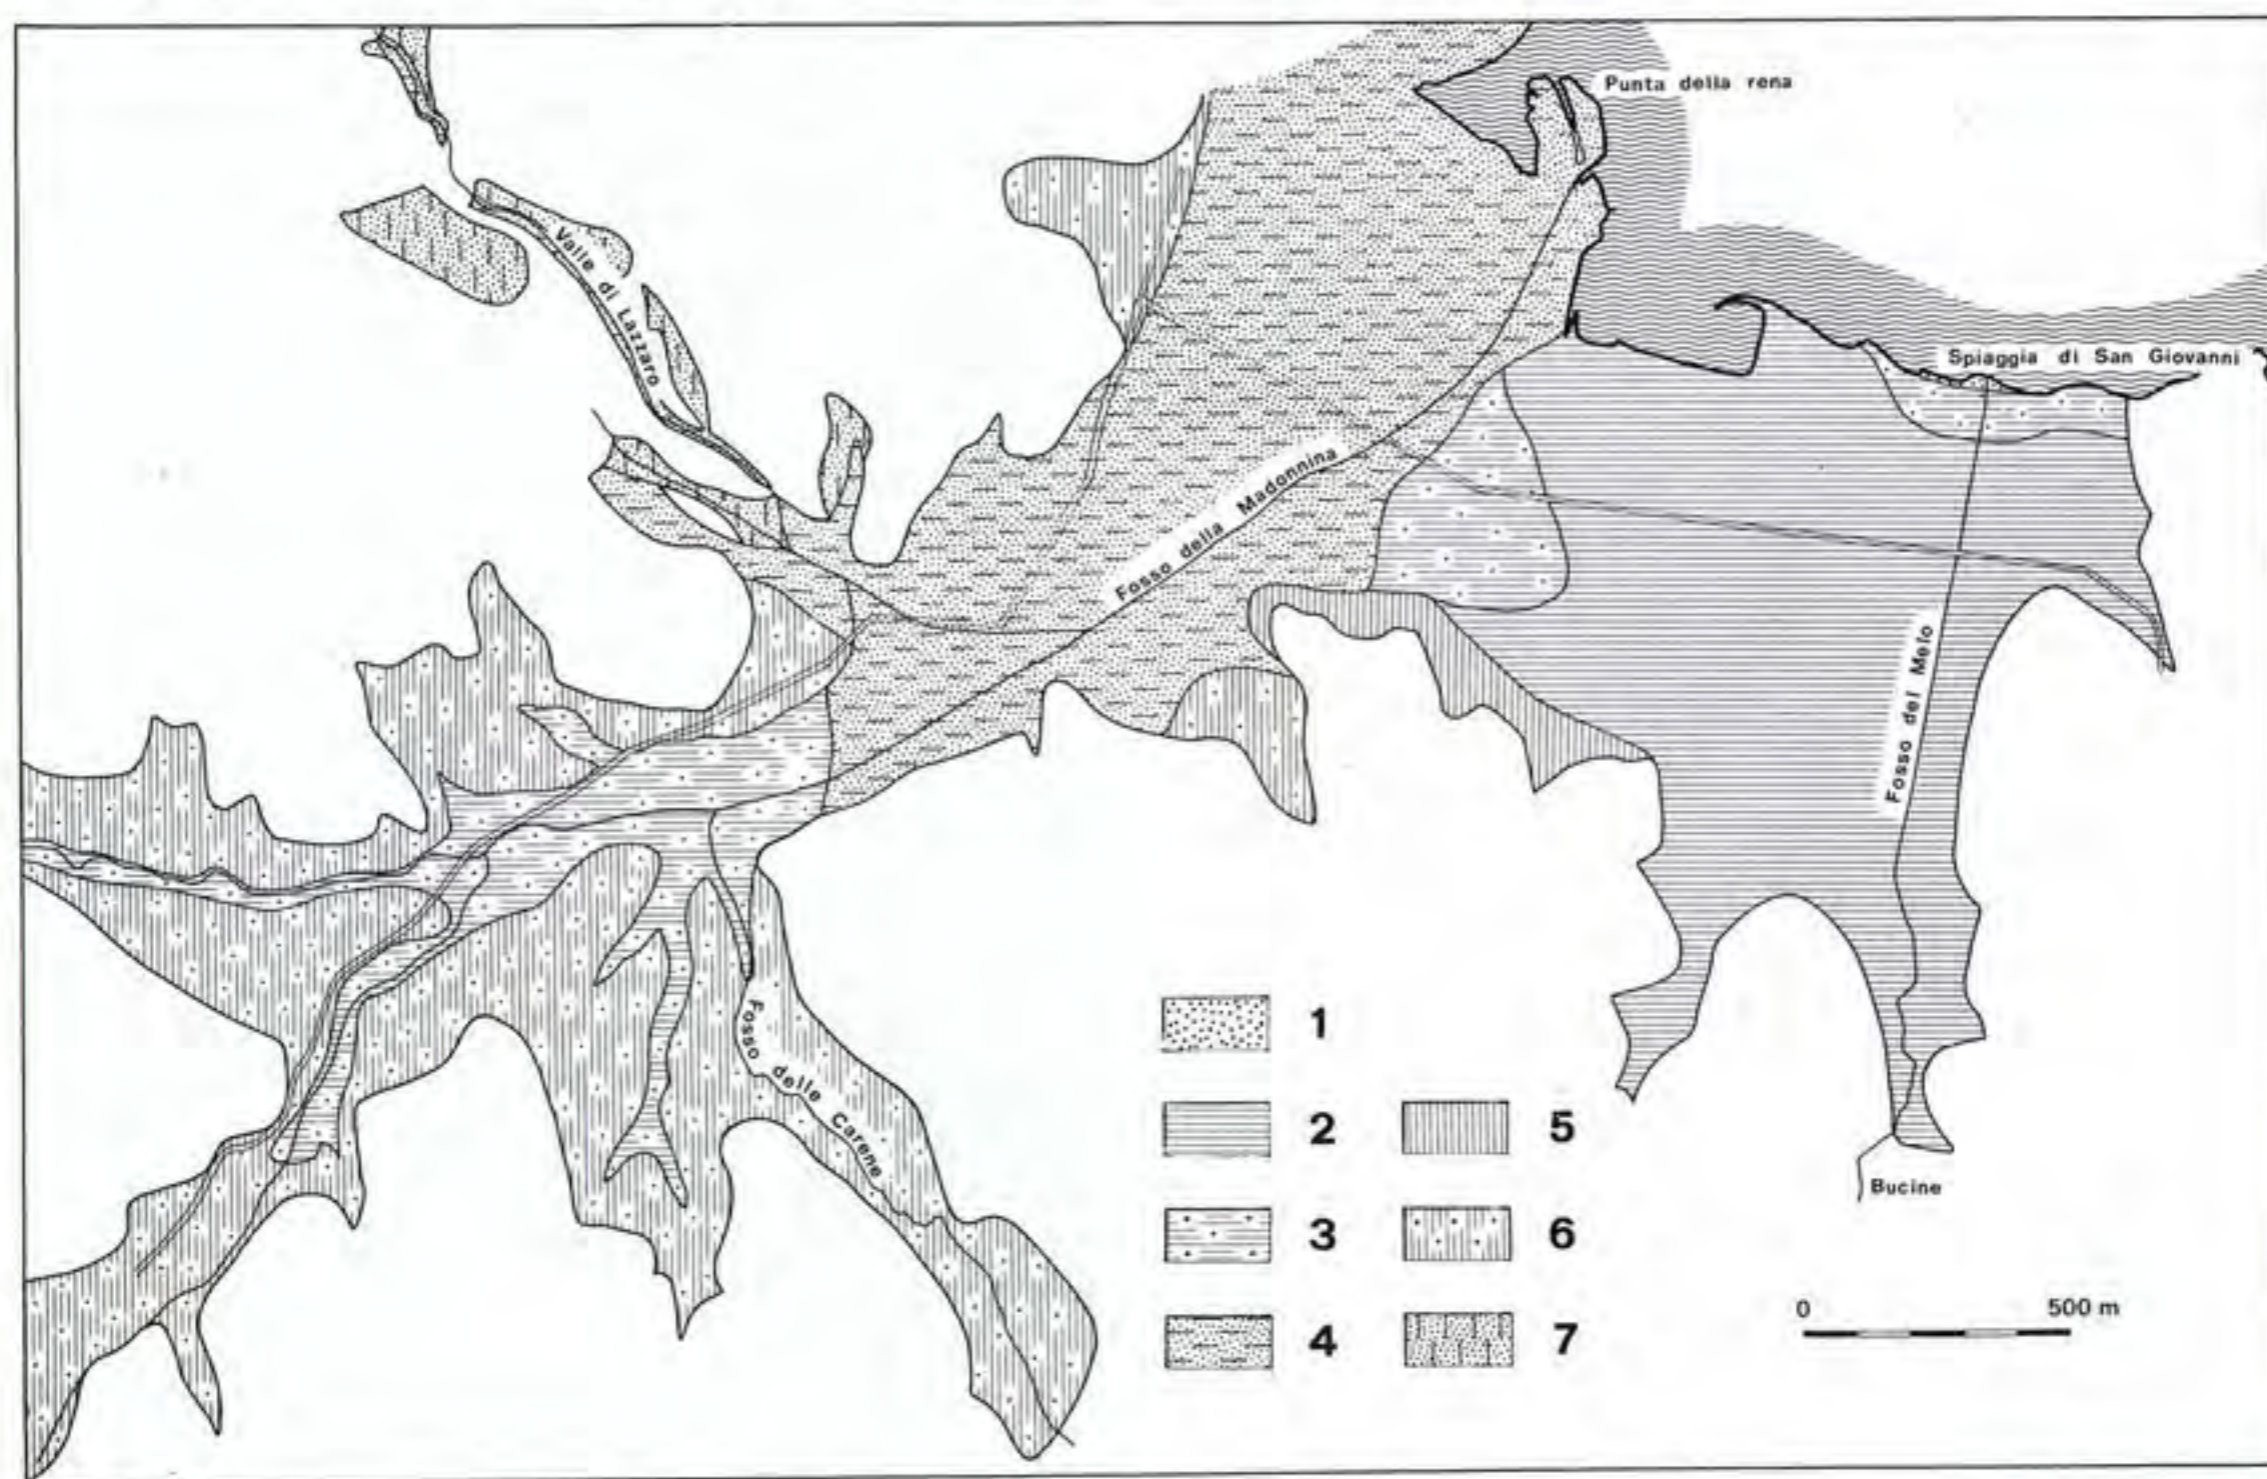 Punta della rena
Valle di Lazzaro
Spiaggia di San Giovanni
Fosso della Madonnina
Fosso del Melo
Fosso delle Carene
1
2 5
3 6
4 7
Bucine
0 500 m